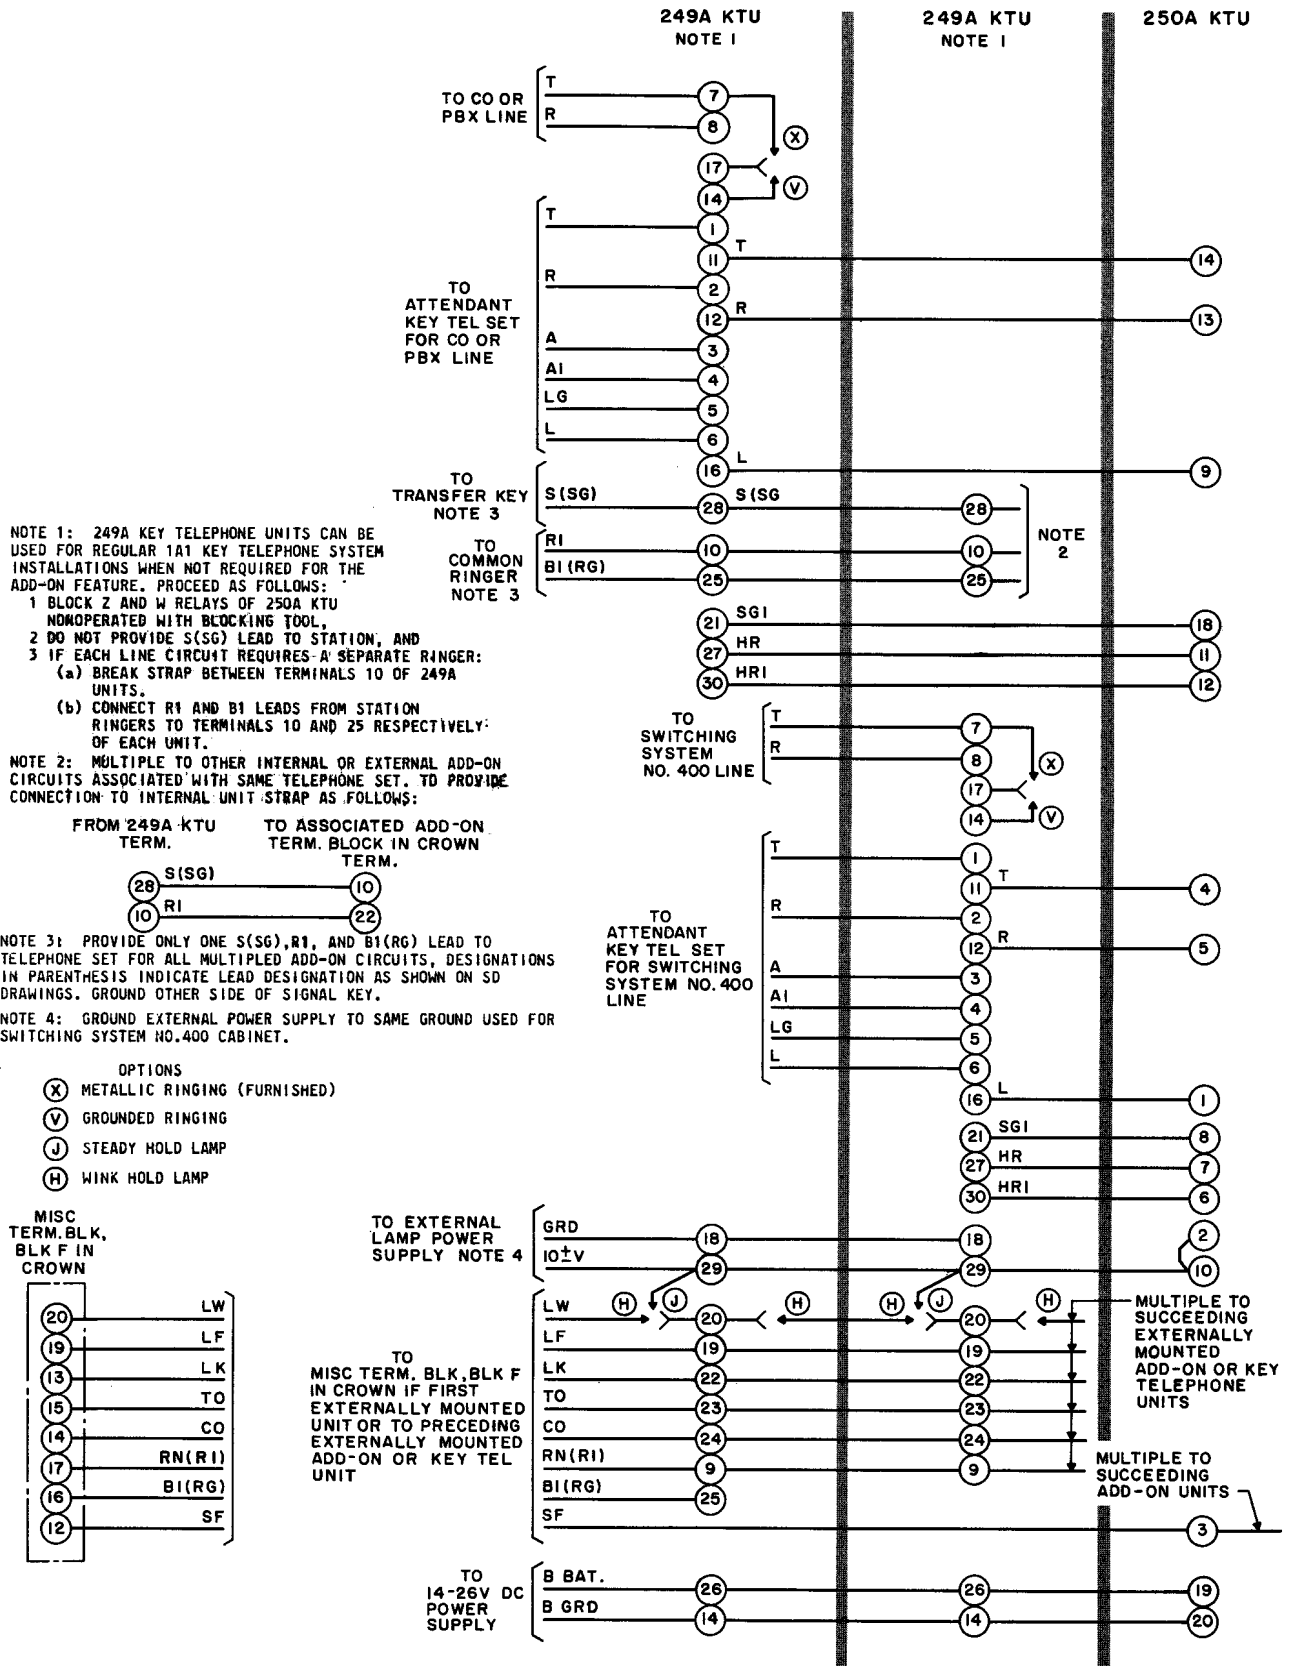 249A KTU
NOTE 1
249A KTU
NOTE 1
250A KTU
TO CO OR
PBX LINE
T
7
R
8
X
17
V
14
TO
ATTENDANT
KEY TEL SET
FOR CO OR
PBX LINE
T
1
11
T
14
R
2
12
R
13
A
3
A1
4
LG
5
L
6
16
L
9
TO
TRANSFER KEY
NOTE 3
S(SG)
28
S(SG
28
TO
COMMON
RINGER
NOTE 3
R1
10
10
B1(RG)
25
25
NOTE
2
21
SG1
18
27
HR
11
30
HR1
12
NOTE 1: 249A KEY TELEPHONE UNITS CAN BE
USED FOR REGULAR 1A1 KEY TELEPHONE SYSTEM
INSTALLATIONS WHEN NOT REQUIRED FOR THE
ADD-ON FEATURE. PROCEED AS FOLLOWS:
1 BLOCK Z AND W RELAYS OF 250A KTU
NONOPERATED WITH BLOCKING TOOL,
2 DO NOT PROVIDE S(SG) LEAD TO STATION, AND
3 IF EACH LINE CIRCUIT REQUIRES A SEPARATE RINGER:
(a) BREAK STRAP BETWEEN TERMINALS 10 OF 249A
UNITS.
(b) CONNECT R1 AND B1 LEADS FROM STATION
RINGERS TO TERMINALS 10 AND 25 RESPECTIVELY
OF EACH UNIT.
NOTE 2: MULTIPLE TO OTHER INTERNAL OR EXTERNAL ADD-ON
CIRCUITS ASSOCIATED WITH SAME TELEPHONE SET. TO PROVIDE
CONNECTION TO INTERNAL UNIT STRAP AS FOLLOWS:
FROM 249A KTU
TERM.
TO ASSOCIATED ADD-ON
TERM. BLOCK IN CROWN
TERM.
28
S(SG)
10
10
R1
22
NOTE 3: PROVIDE ONLY ONE S(SG),R1, AND B1(RG) LEAD TO
TELEPHONE SET FOR ALL MULTIPLED ADD-ON CIRCUITS, DESIGNATIONS
IN PARENTHESIS INDICATE LEAD DESIGNATION AS SHOWN ON SD
DRAWINGS. GROUND OTHER SIDE OF SIGNAL KEY.
NOTE 4: GROUND EXTERNAL POWER SUPPLY TO SAME GROUND USED FOR
SWITCHING SYSTEM NO.400 CABINET.
OPTIONS
X METALLIC RINGING (FURNISHED)
V GROUNDED RINGING
J STEADY HOLD LAMP
H WINK HOLD LAMP
TO
SWITCHING
SYSTEM
NO. 400 LINE
T
7
R
8
X
17
V
14
TO
ATTENDANT
KEY TEL SET
FOR SWITCHING
SYSTEM NO. 400
LINE
T
1
11
T
4
R
2
12
R
5
A
3
A1
4
LG
5
L
6
16
L
1
21
SG1
8
27
HR
7
30
HR1
6
TO EXTERNAL
LAMP POWER
SUPPLY NOTE 4
GRD
18
18
2
10±V
29
29
10
MISC
TERM.BLK,
BLK F IN
CROWN
20
LW
19
LF
13
LK
15
TO
14
CO
17
RN(R1)
16
B1(RG)
12
SF
TO
MISC TERM. BLK,BLK F
IN CROWN IF FIRST
EXTERNALLY MOUNTED
UNIT OR TO PRECEDING
EXTERNALLY MOUNTED
ADD-ON OR KEY TEL
UNIT
LW
H
J
20
H
H
J
20
H
LF
19
19
LK
22
22
TO
23
23
CO
24
24
RN(R1)
9
9
B1(RG)
25
SF
3
MULTIPLE TO
SUCCEEDING
EXTERNALLY
MOUNTED
ADD-ON OR KEY
TELEPHONE
UNITS
MULTIPLE TO
SUCCEEDING
ADD-ON UNITS
TO
14-26V DC
POWER
SUPPLY
B BAT.
26
26
19
B GRD
14
14
20